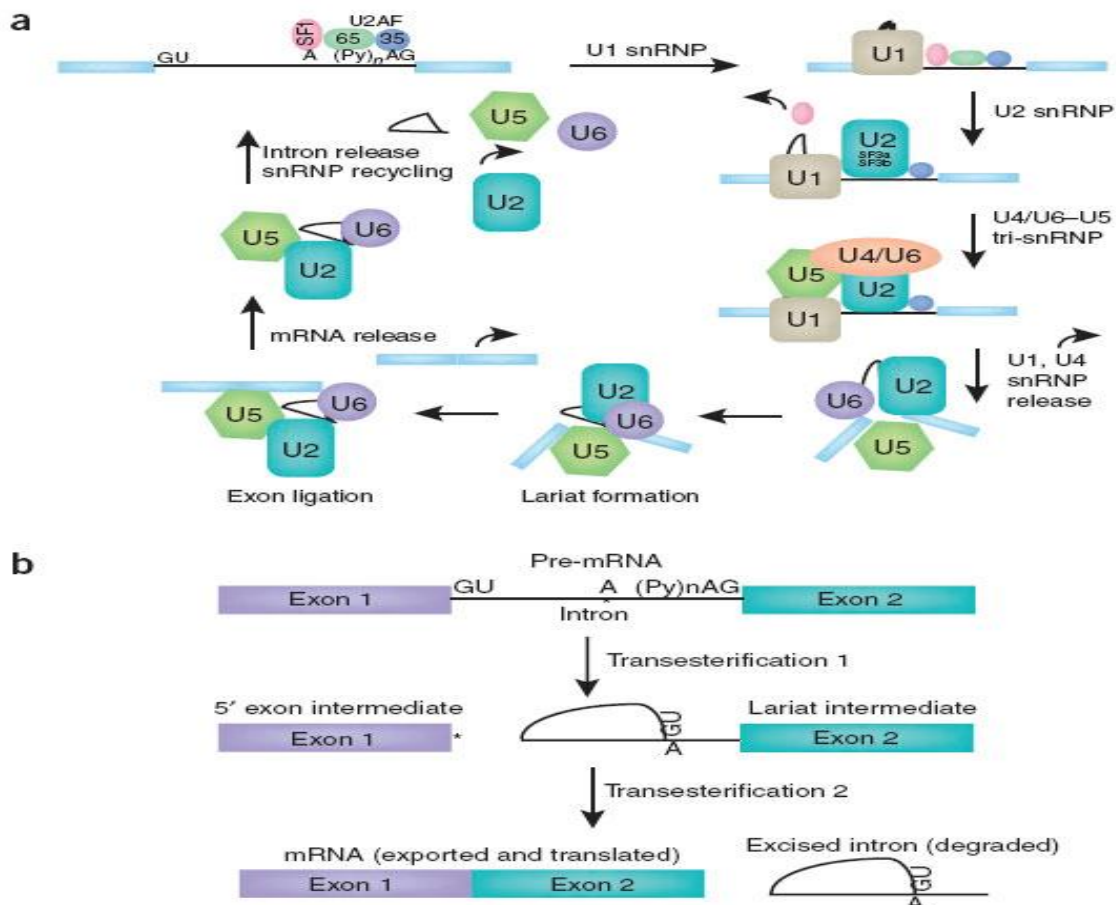 a
U2AF
SF1 65 35
GU A (Py)nAG
U1 snRNP
U1
U2 snRNP
U2
SF3a
SF3b
U1
U5
U6
U2
Intron release
snRNP recycling
U5
U6
U2
U4/U6–U5
tri-snRNP
U4/U6
U5
U2
U1
mRNA release
U1, U4
snRNP
release
U6
U2
U5
U2
U6
U5
Lariat formation
U5
U6
U2
Exon ligation
b
Pre-mRNA
GU A (Py)nAG
Exon 1
*
Exon 2
Intron
Transesterification 1
5′ exon intermediate
Lariat intermediate
Exon 1 *
GU
A
Exon 2
Transesterification 2
mRNA (exported and translated)
Excised intron (degraded)
Exon 1 Exon 2
GU
A